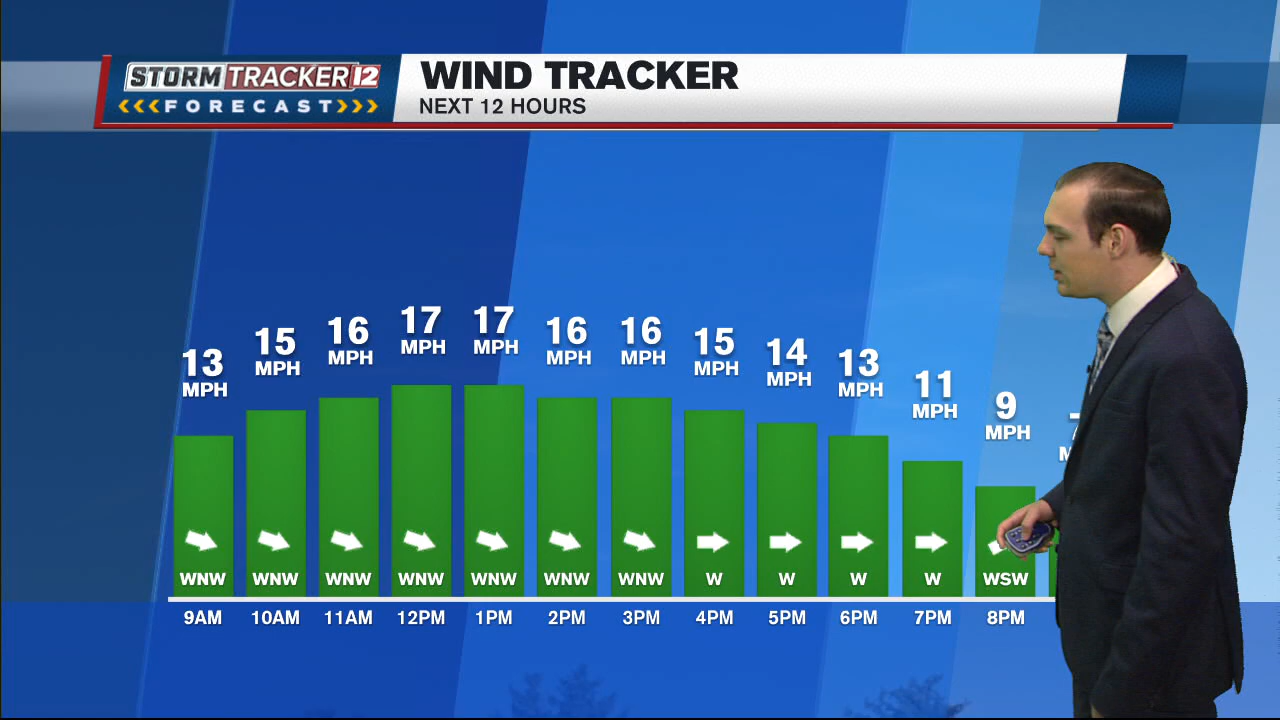 STORMTRACKER12
FORECAST
WIND TRACKER
NEXT 12 HOURS
13 15 16 17 17 16 16 15 14 13 11 9
MPH MPH MPH MPH MPH MPH MPH MPH MPH MPH MPH MPH
WNW WNW WNW WNW WNW WNW WNW W W W W WSW
9AM 10AM 11AM 12PM 1PM 2PM 3PM 4PM 5PM 6PM 7PM 8PM